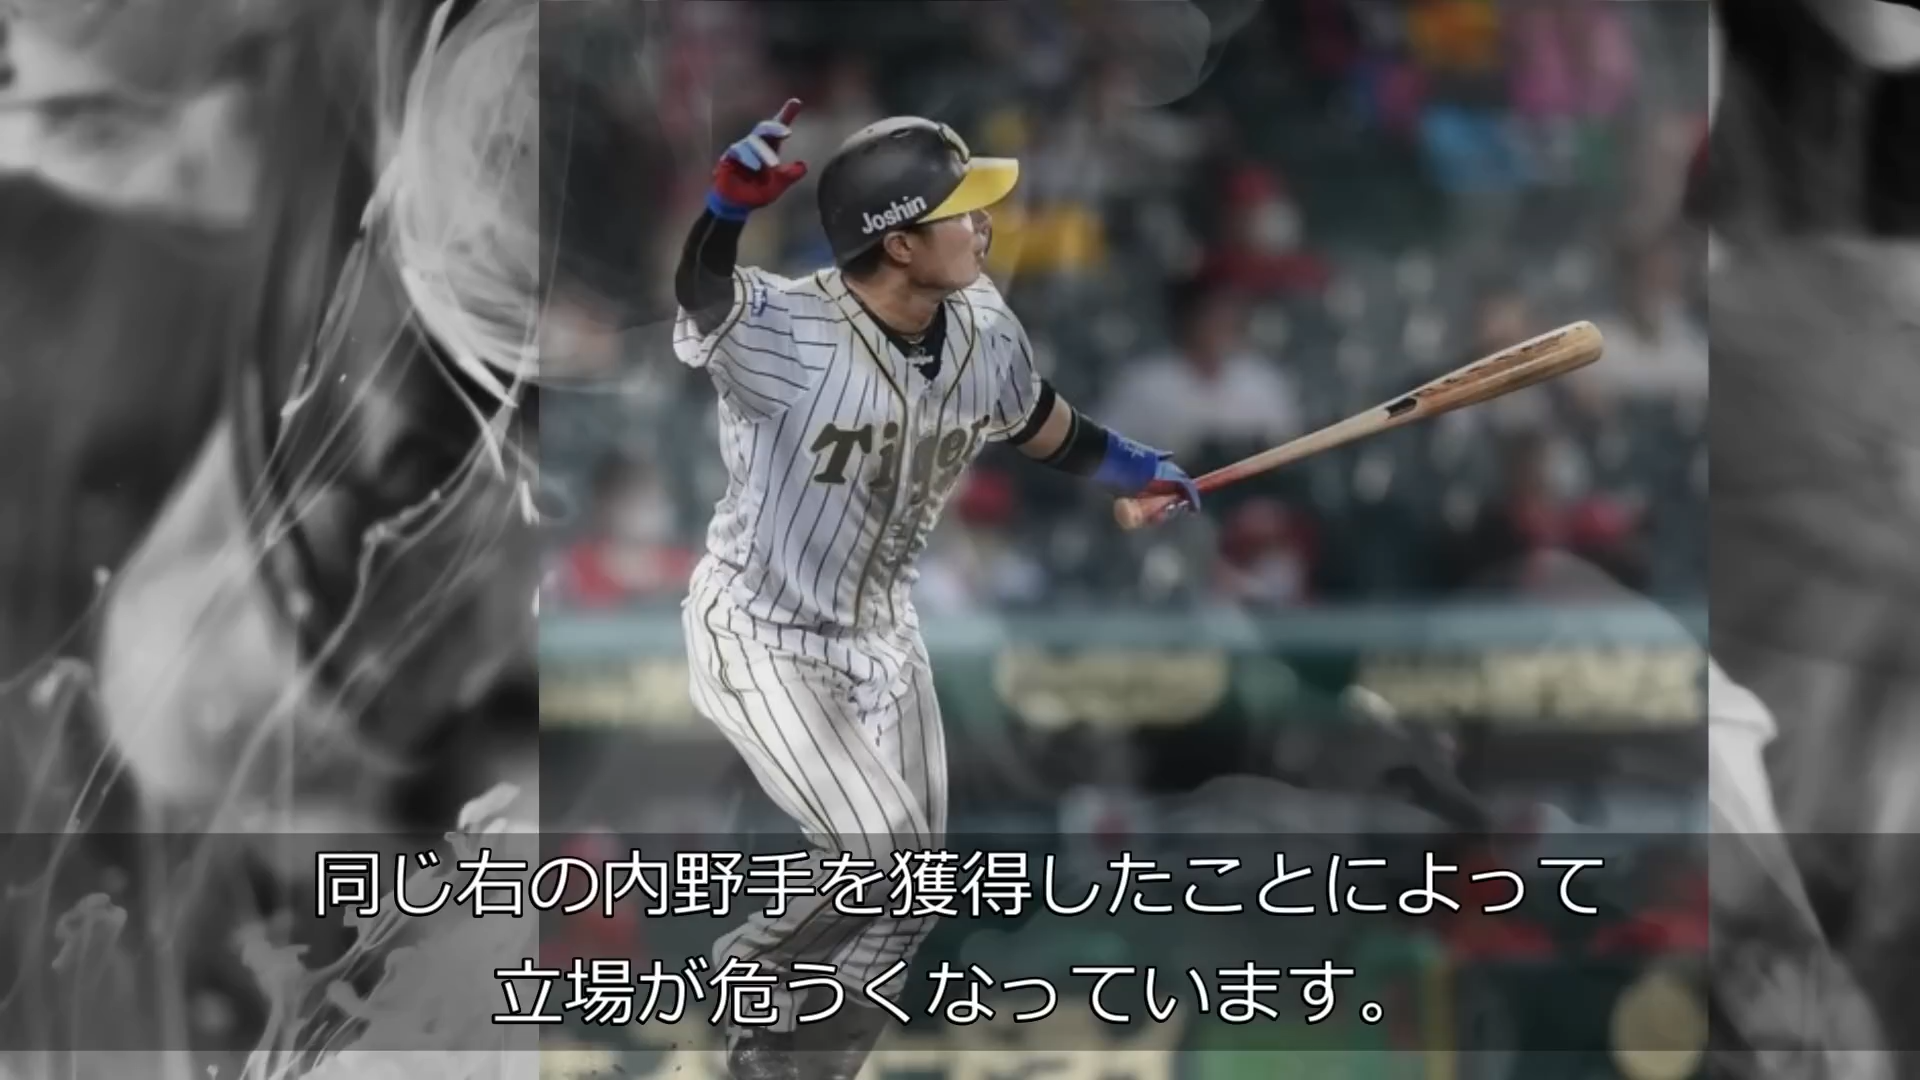 Joshin
Tiger
同じ右の内野手を獲得したことによって
立場が危うくなっています。